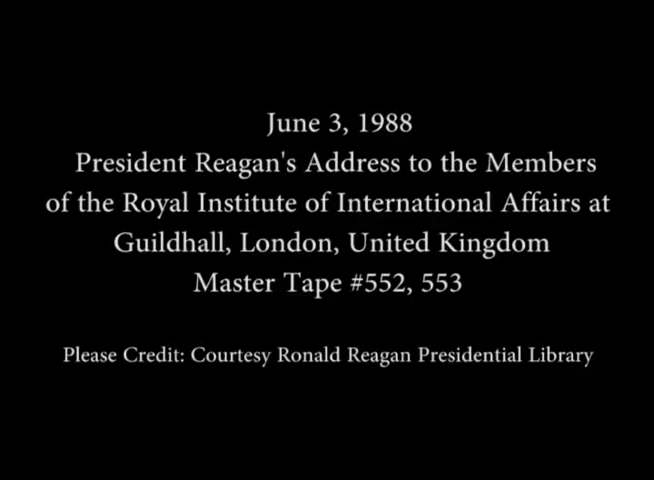 June 3, 1988
President Reagan's Address to the Members
of the Royal Institute of International Affairs at
Guildhall, London, United Kingdom
Master Tape #552, 553
Please Credit: Courtesy Ronald Reagan Presidential Library